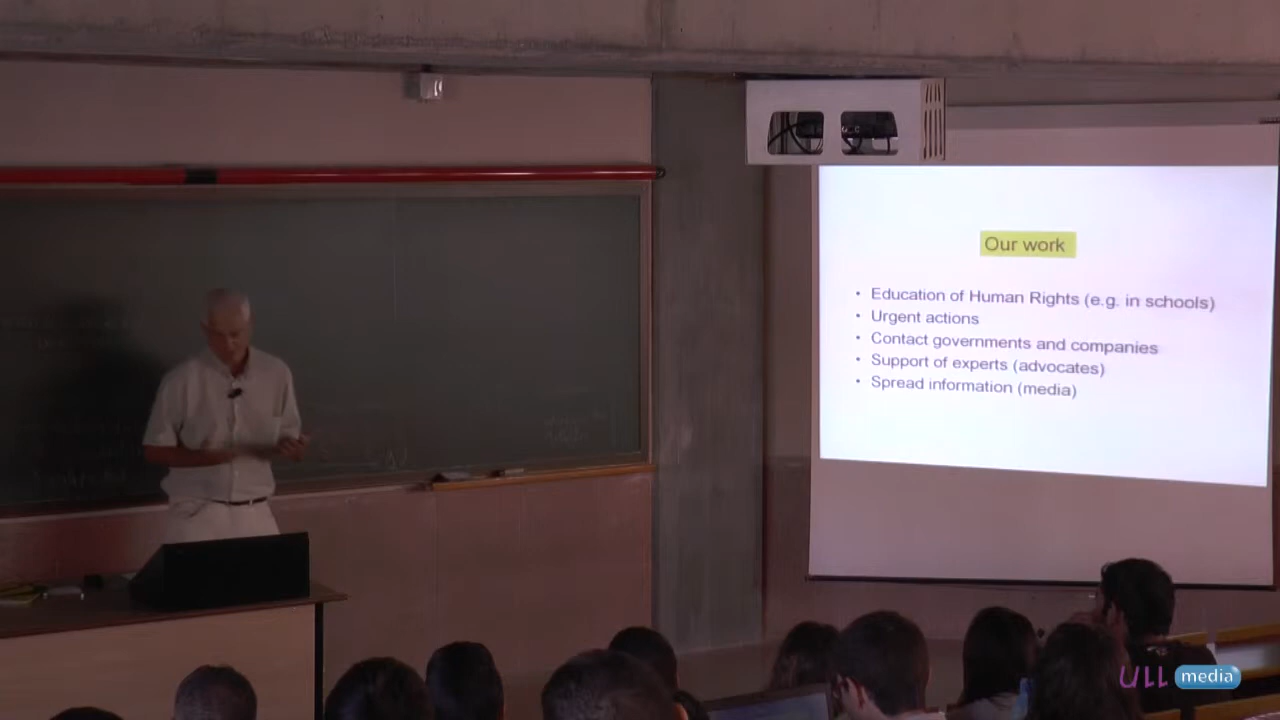 Our work
• Education of Human Rights (e.g. in schools)
• Urgent actions
• Contact governments and companies
• Support of experts (advocates)
• Spread information (media)
ULL media